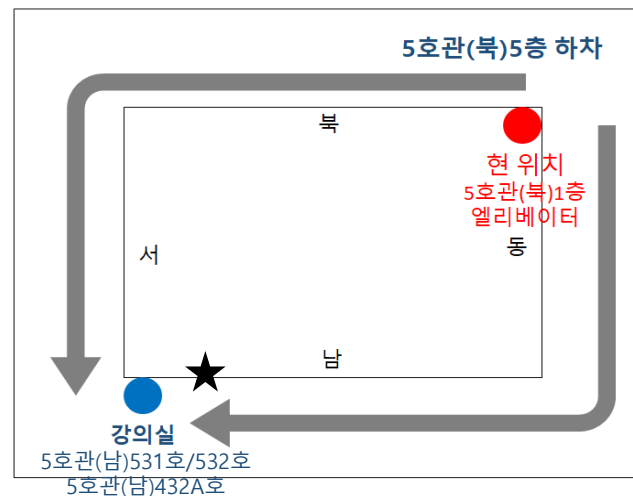 5호관(북)5층 하차
북
현 위치
5호관(북)1층
엘리베이터
서
동
남
강의실
5호관(남)531호/532호
5호관(남)432A호